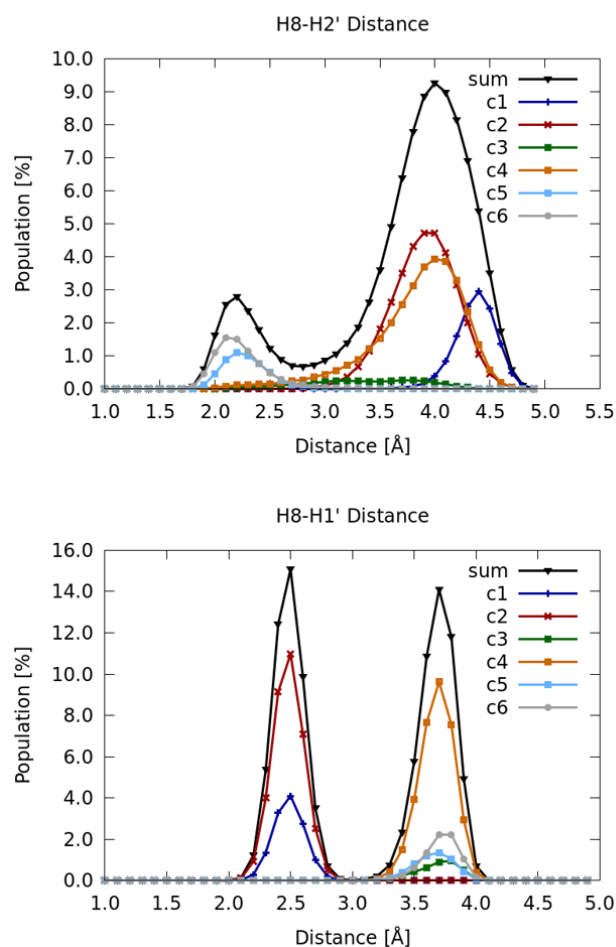 H8-H2' Distance
10.0
9.0
8.0
7.0
6.0
5.0
4.0
3.0
2.0
1.0
0.0
Population [%]
sum
c1
c2
c3
c4
c5
c6
1.0 1.5 2.0 2.5 3.0 3.5 4.0 4.5 5.0 5.5
Distance [Å]
H8-H1' Distance
16.0
14.0
12.0
10.0
8.0
6.0
4.0
2.0
0.0
Population [%]
sum
c1
c2
c3
c4
c5
c6
1.0 1.5 2.0 2.5 3.0 3.5 4.0 4.5 5.0
Distance [Å]